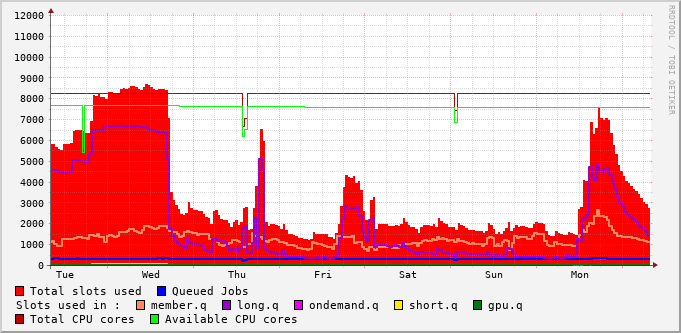 12000
11000
10000
9000
8000
7000
6000
5000
4000
3000
2000
1000
0
Tue Wed Thu Fri Sat Sun Mon
RRDTOOL / TOBI OETIKER
Total slots used Queued Jobs
Slots used in : member.q long.q ondemand.q short.q gpu.q
Total CPU cores Available CPU cores